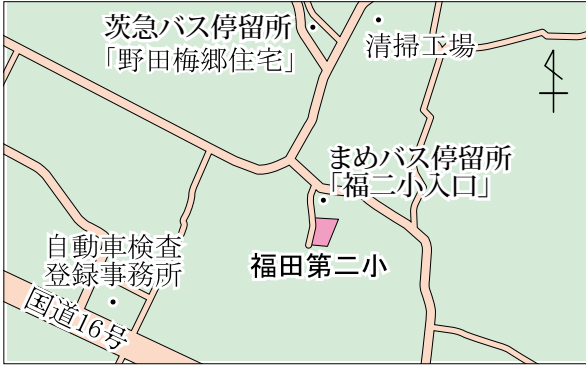 茨急バス停留所
「野田梅郷住宅」
清掃工場
まめバス停留所
「福二小入口」
福田第二小
自動車検査
登録事務所
国道16号